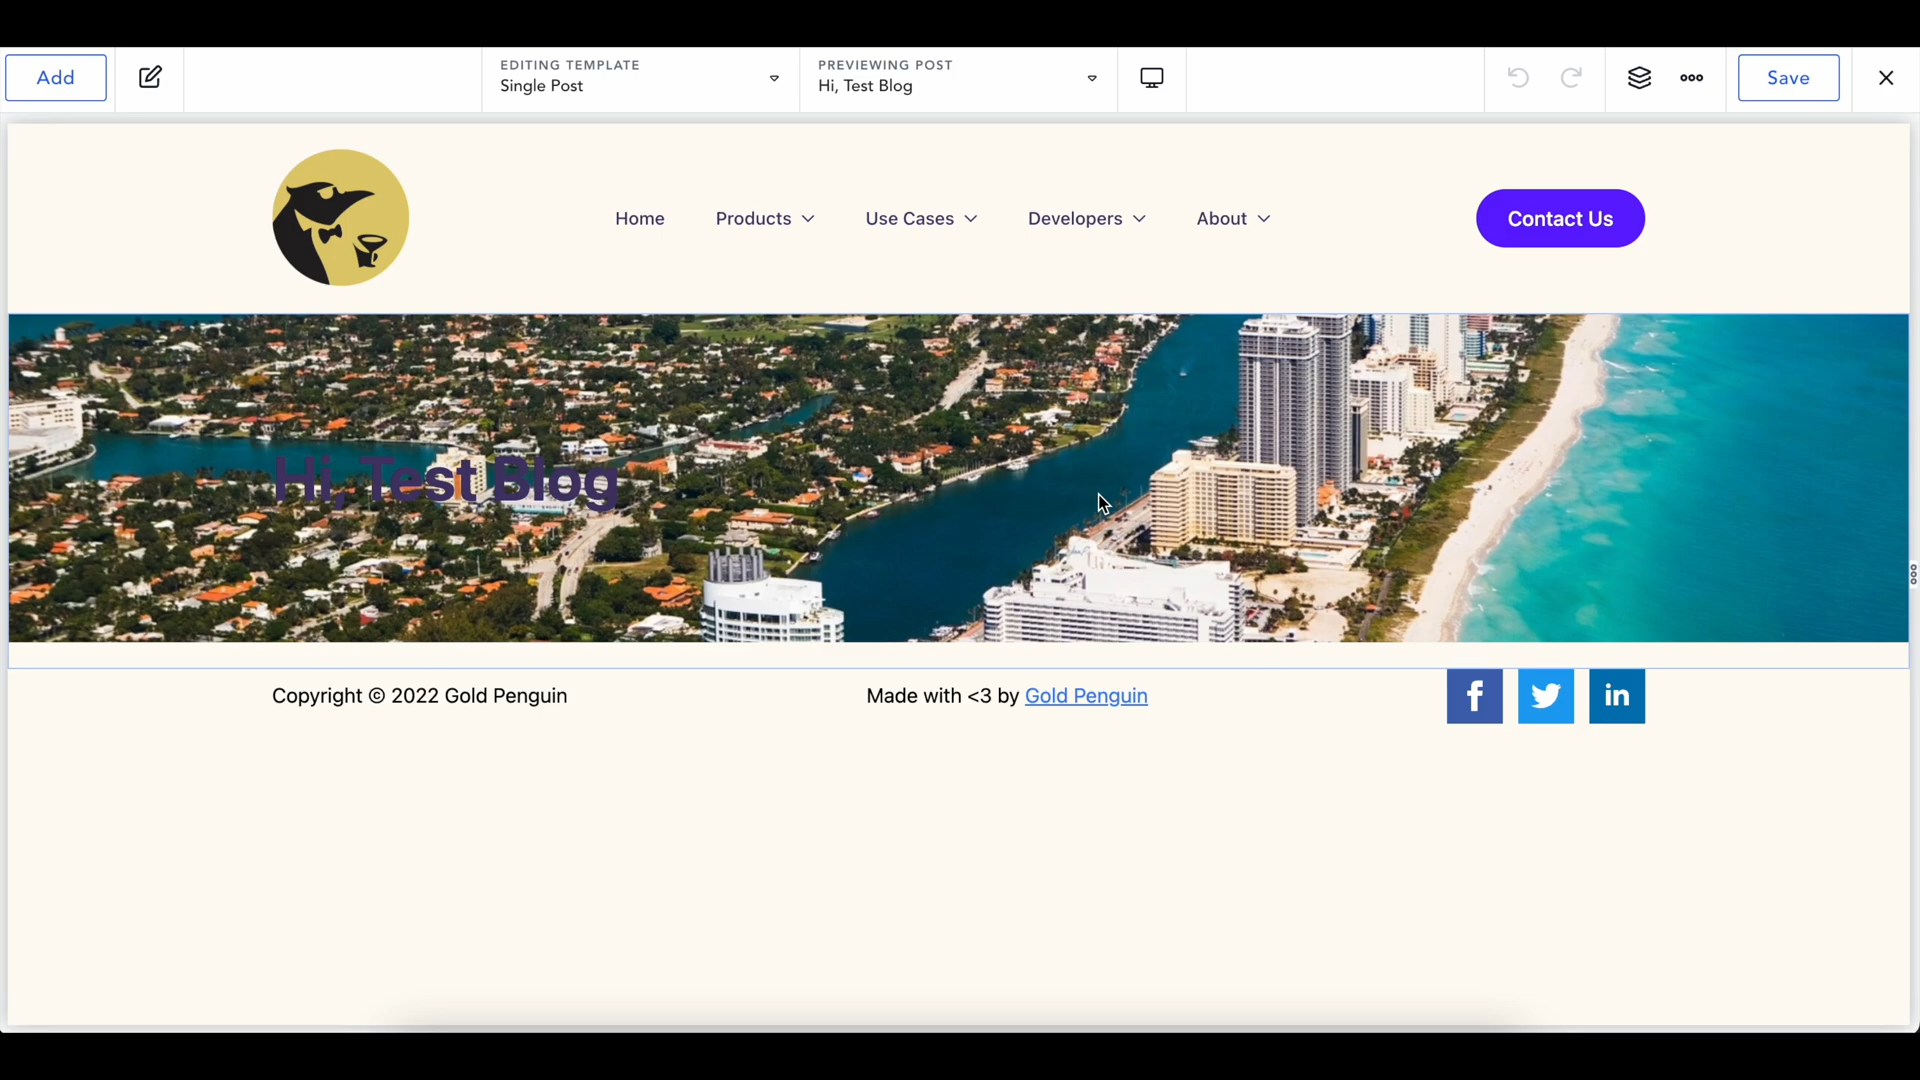 Add
EDITING TEMPLATE
Single Post
PREVIEWING POST
Hi, Test Blog
Save
Home
Products
Use Cases
Developers
About
Contact Us
Hi, Test Blog
Copyright © 2022 Gold Penguin
Made with <3 by Gold Penguin
f
in